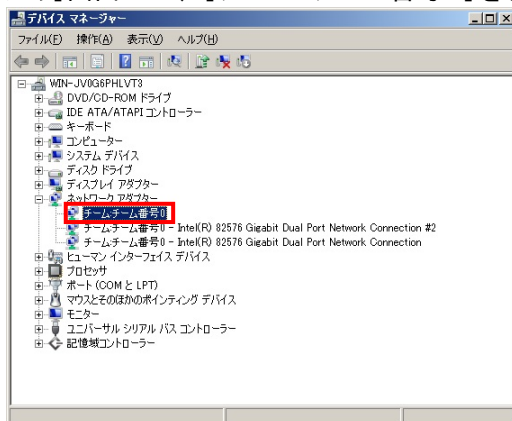 デバイス マネージャー
ファイル(F) 操作(A) 表示(V) ヘルプ(H)
WIN-JV0G6PHLVT8
DVD/CD-ROM ドライブ
IDE ATA/ATAPI コントローラー
キーボード
コンピューター
システム デバイス
ディスク ドライブ
ディスプレイ アダプター
ネットワーク アダプター
チームチーム番号0
チームチーム番号0 - Intel(R) 82576 Gigabit Dual Port Network Connection #2
チームチーム番号0 - Intel(R) 82576 Gigabit Dual Port Network Connection
ヒューマン インターフェイス デバイス
プロセッサ
ポート (COM と LPT)
マウスとそのほかのポインティング デバイス
モニター
ユニバーサル シリアル バス コントローラー
記憶域コントローラー